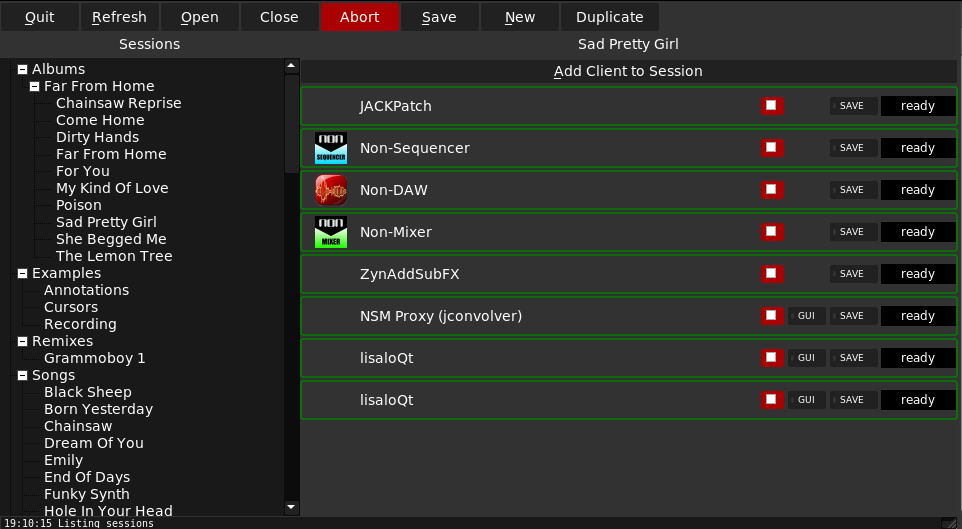 Quit Refresh Open Close Abort Save New Duplicate
Sessions
Albums
Far From Home
Chainsaw Reprise
Come Home
Dirty Hands
Far From Home
For You
My Kind Of Love
Poison
Sad Pretty Girl
She Begged Me
The Lemon Tree
Examples
Annotations
Cursors
Recording
Remixes
Grammoboy 1
Songs
Black Sheep
Born Yesterday
Chainsaw
Dream Of You
Emily
End Of Days
Funky Synth
Hole In Your Head
Sad Pretty Girl
Add Client to Session
JACKPatch SAVE ready
non
SEQUENCER
Non-Sequencer SAVE ready
Non-DAW SAVE ready
non
MIXER
Non-Mixer SAVE ready
ZynAddSubFX SAVE ready
NSM Proxy (jconvolver) GUI SAVE ready
lisaloQt GUI SAVE ready
lisaloQt GUI SAVE ready
19:10:15 Listing sessions